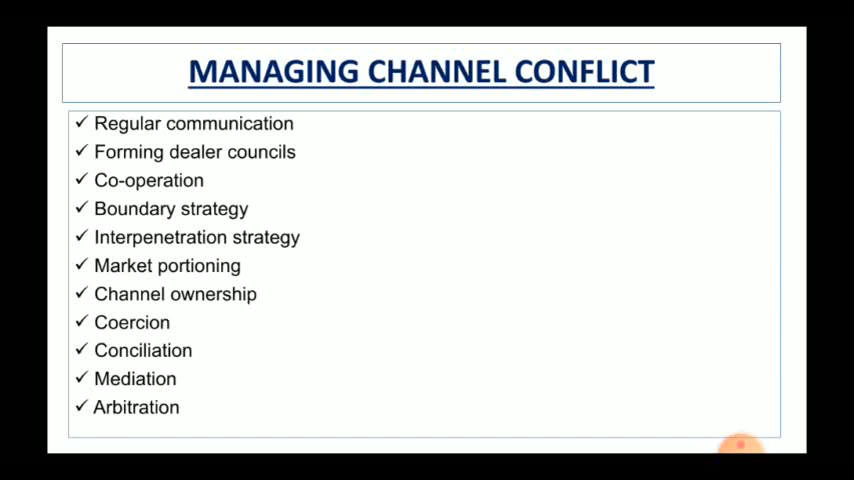 MANAGING CHANNEL CONFLICT
✓ Regular communication
✓ Forming dealer councils
✓ Co-operation
✓ Boundary strategy
✓ Interpenetration strategy
✓ Market portioning
✓ Channel ownership
✓ Coercion
✓ Conciliation
✓ Mediation
✓ Arbitration